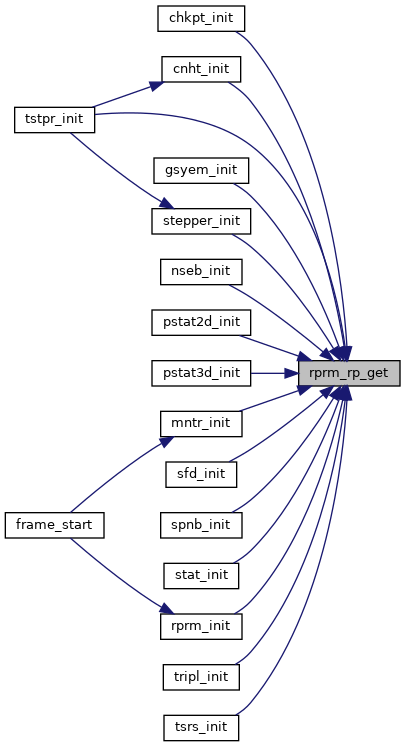 chkpt_init
cnht_init
tstpr_init
gsyem_init
stepper_init
nseb_init
pstat2d_init
pstat3d_init
rprm_rp_get
mntr_init
sfd_init
frame_start
spnb_init
stat_init
rprm_init
tripl_init
tsrs_init